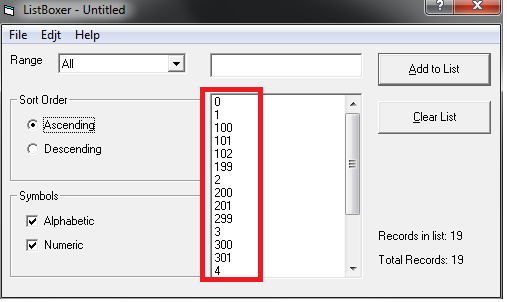 ListBoxer - Untitled
File Edit Help
Range All Add to List
Sort Order
Ascending
Descending
Clear List
0
1
100
101
102
199
2
200
201
299
3
300
301
4
Symbols
Alphabetic
Numeric
Records in list: 19
Total Records: 19